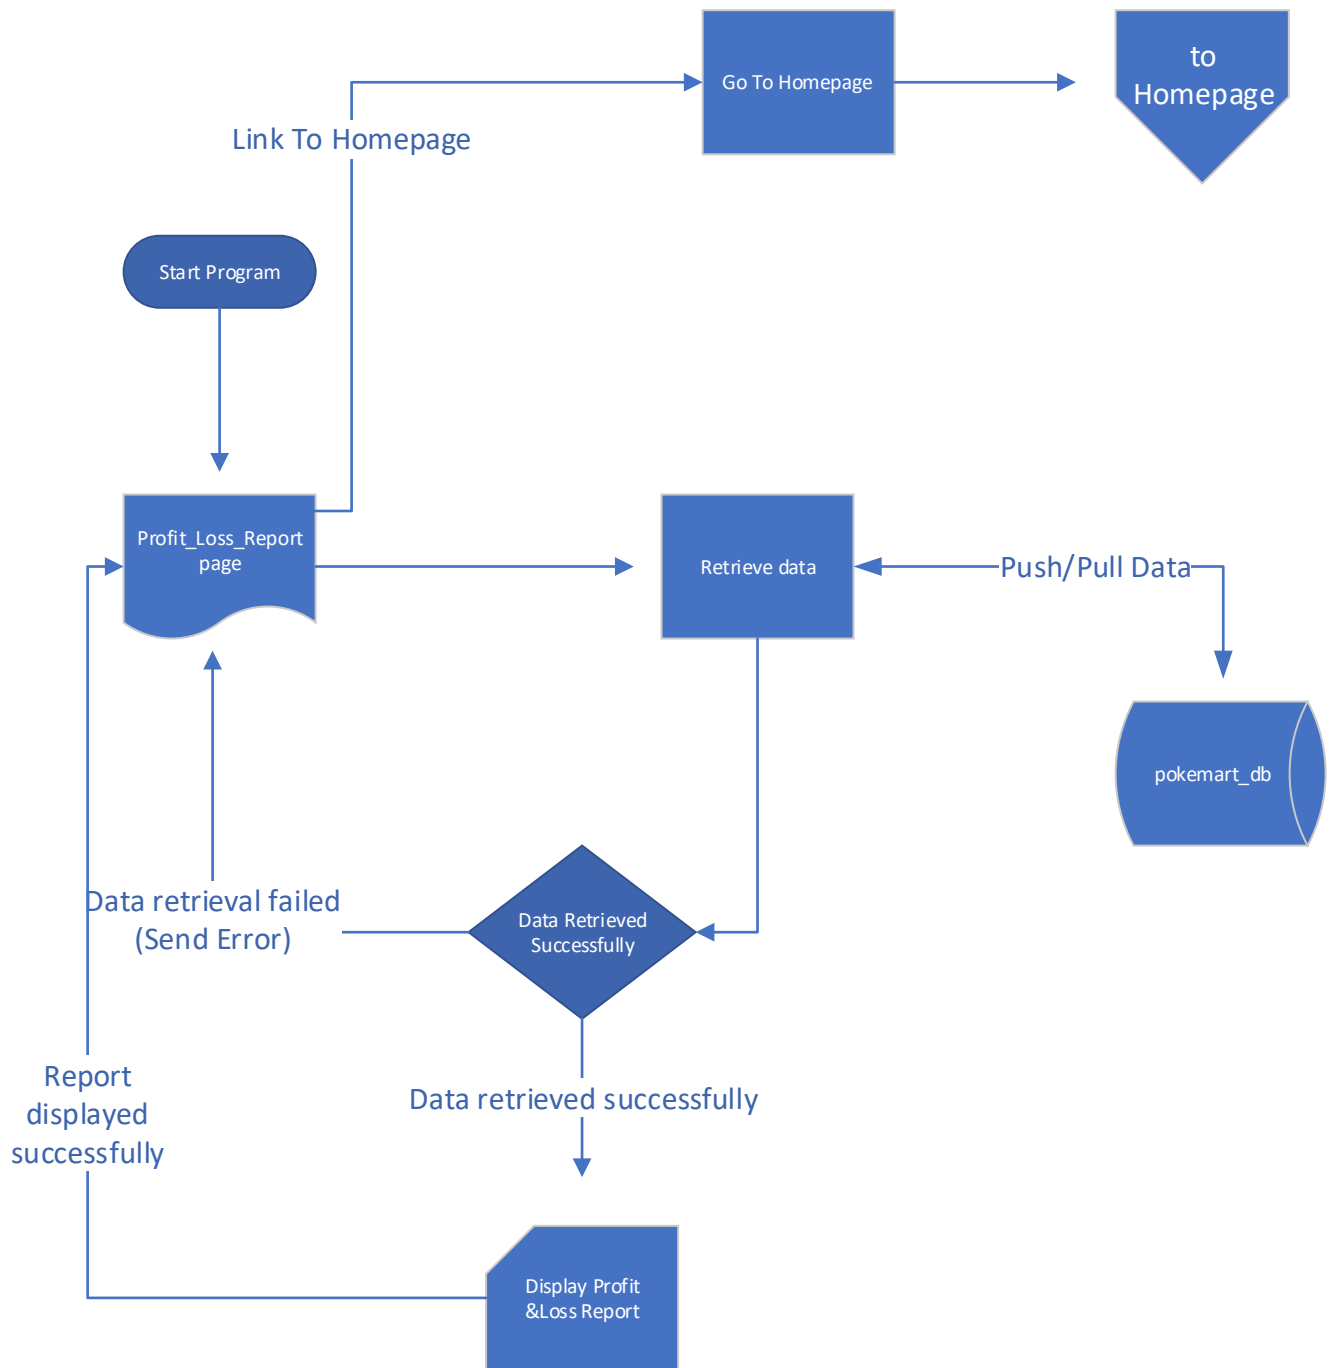 to
Homepage
Go To Homepage
Link To Homepage
Start Program
Profit_Loss_Report
page
Retrieve data
Push/Pull Data
pokemart_db
Data retrieval failed
(Send Error)
Data Retrieved
Successfully
Report
displayed
successfully
Data retrieved successfully
Display Profit
&Loss Report